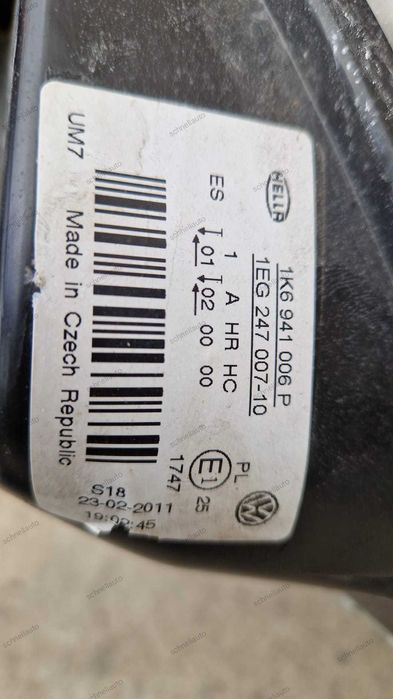 HELLA
1K6 941 006 P
1EG 247 007-10
1 A HR HC
ES 01 02 00 00
PL.
E1 25
1747
UM7
Made in Czech Republic
S18
23-02-2011
19:02:45
schnellauto